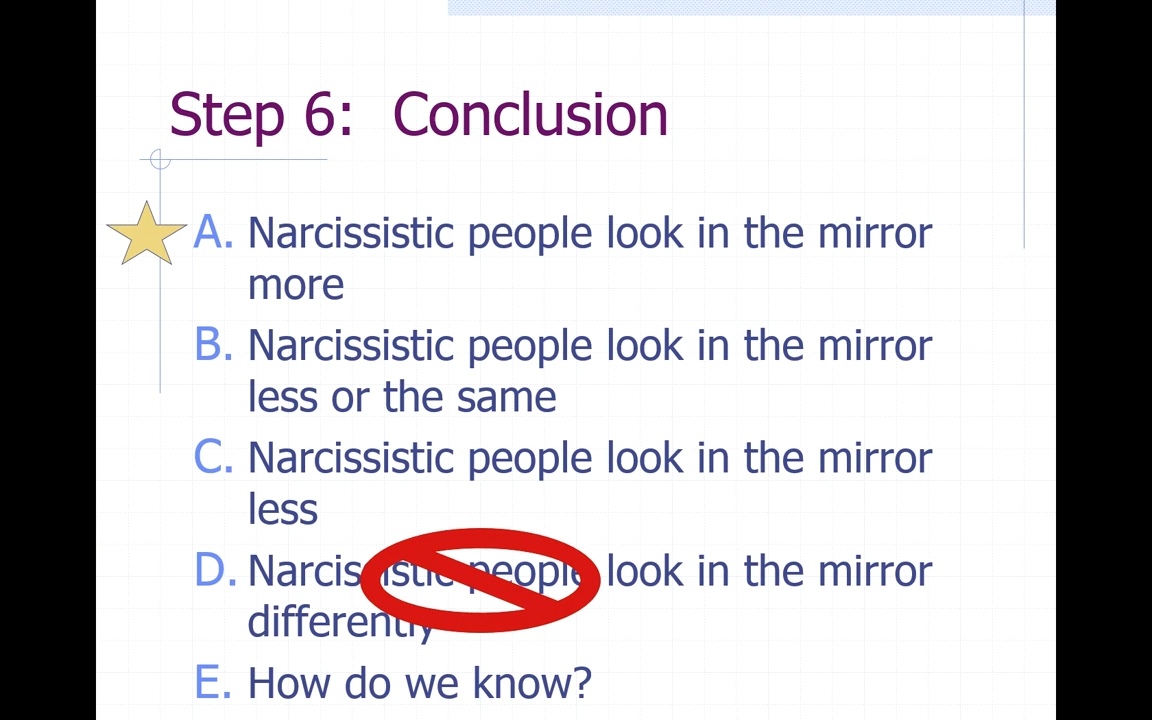 Step 6: Conclusion
A. Narcissistic people look in the mirror
more
B. Narcissistic people look in the mirror
less or the same
C. Narcissistic people look in the mirror
less
D. Narcissistic people look in the mirror
differently
E. How do we know?